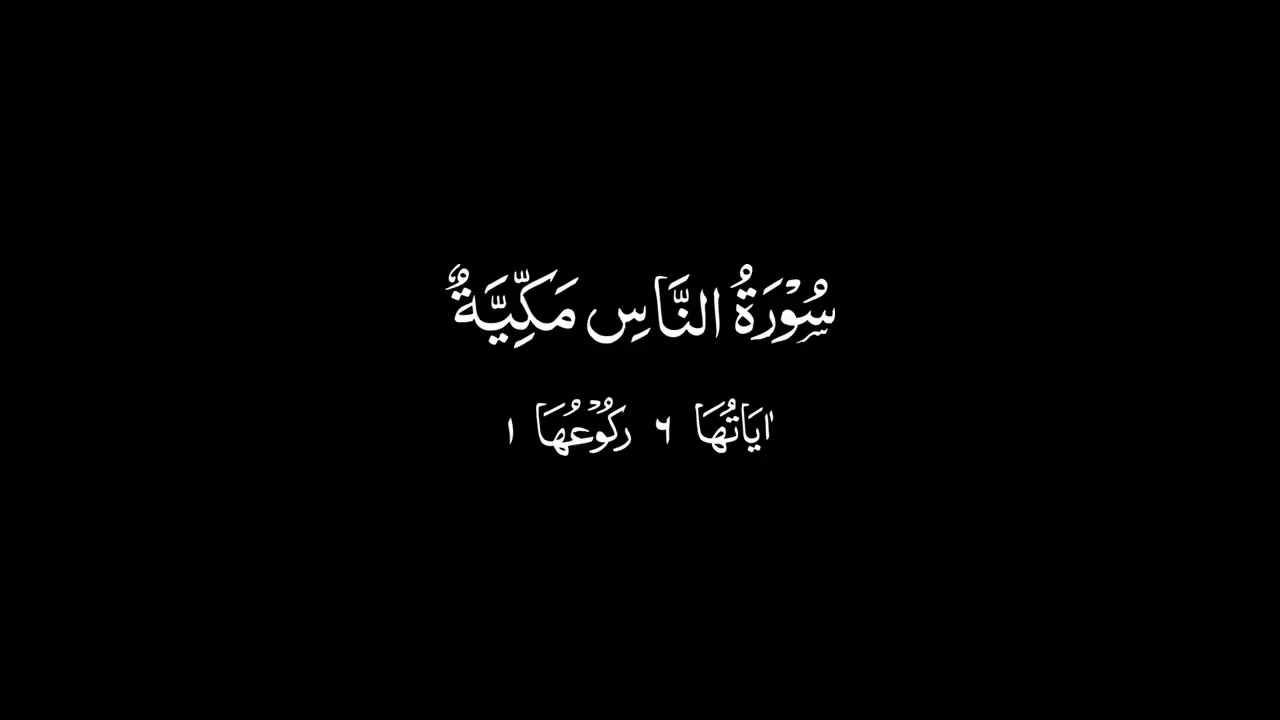 سُوْرَةُ النَّاسِ مَكِّيَّةٌ
اٰيَاتُهَا ٦ رُكُوْعُهَا ١